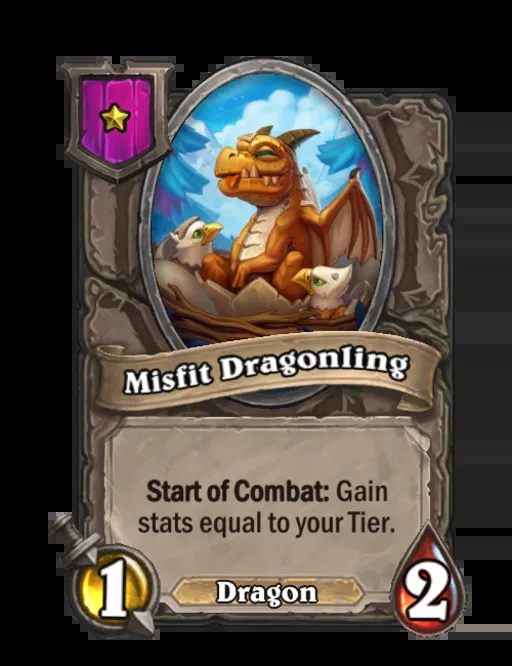 Misfit Dragonling
Start of Combat: Gain
stats equal to your Tier.
1
Dragon
2